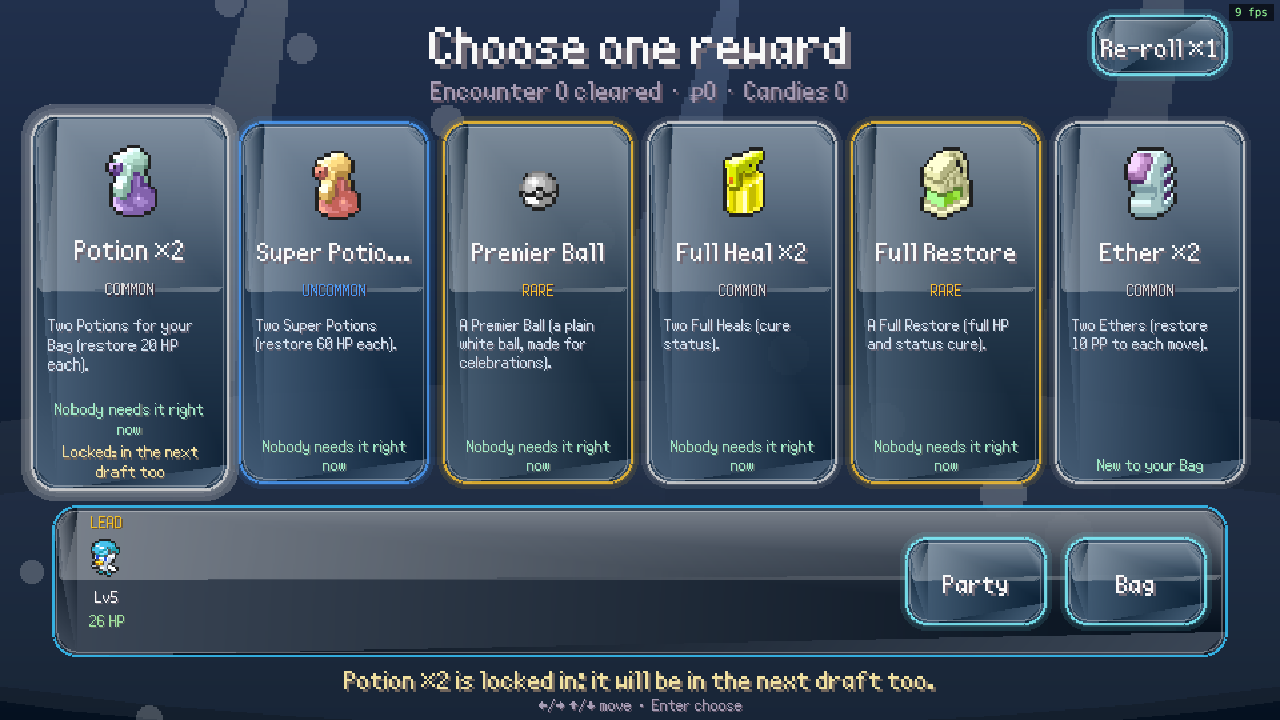 9 fps
Choose one reward
Re-roll ×1
Encounter 0 cleared · p0 · Candies 0
Potion ×2
COMMON
Two Potions for your
Bag (restore 20 HP
each).
Nobody needs it right
now
Locked: in the next
draft too
Super Potio...
UNCOMMON
Two Super Potions
(restore 60 HP each).
Nobody needs it right
now
Premier Ball
RARE
A Premier Ball (a plain
white ball, made for
celebrations).
Nobody needs it right
now
Full Heal ×2
COMMON
Two Full Heals (cure
status).
Nobody needs it right
now
Full Restore
RARE
A Full Restore (full HP
and status cure).
Nobody needs it right
now
Ether ×2
COMMON
Two Ethers (restore
10 PP to each move).
New to your Bag
LEAD
Lv5
26 HP
Party
Bag
Potion ×2 is locked in: it will be in the next draft too.
←/→ ↑/↓ move · Enter choose